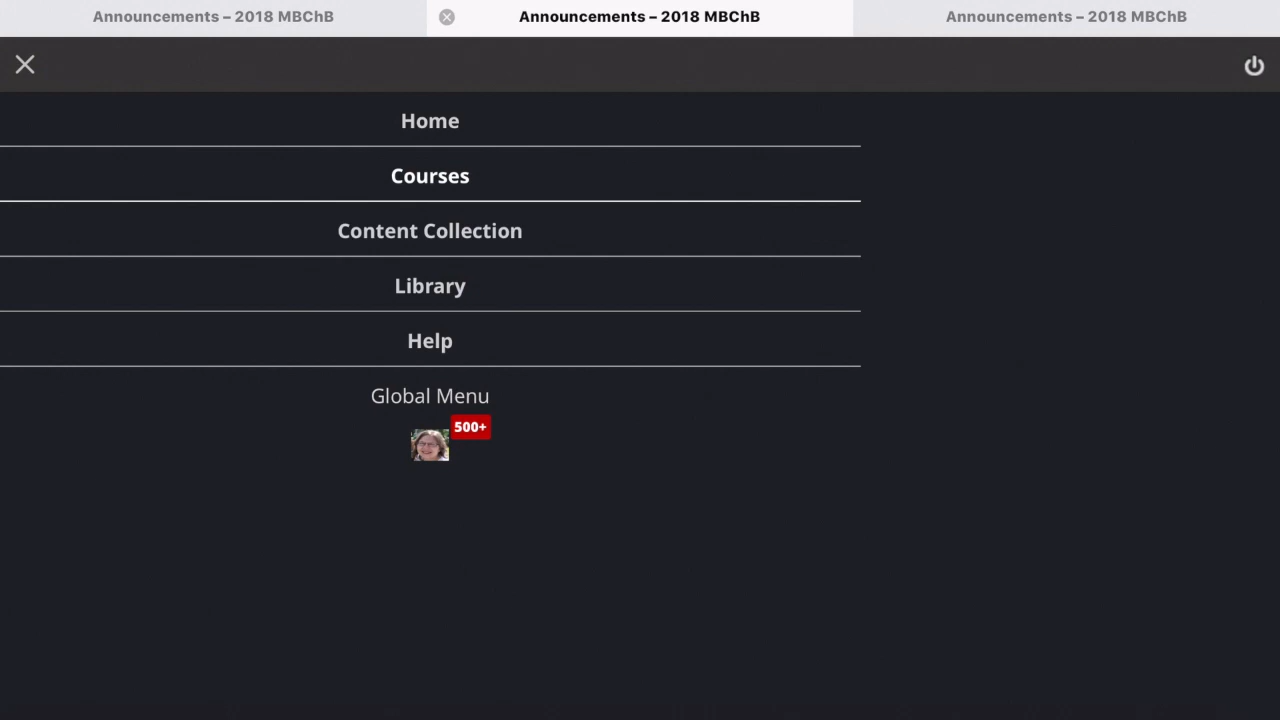 Announcements – 2018 MBChB
Announcements – 2018 MBChB
Announcements – 2018 MBChB
Home
Courses
Content Collection
Library
Help
Global Menu
500+